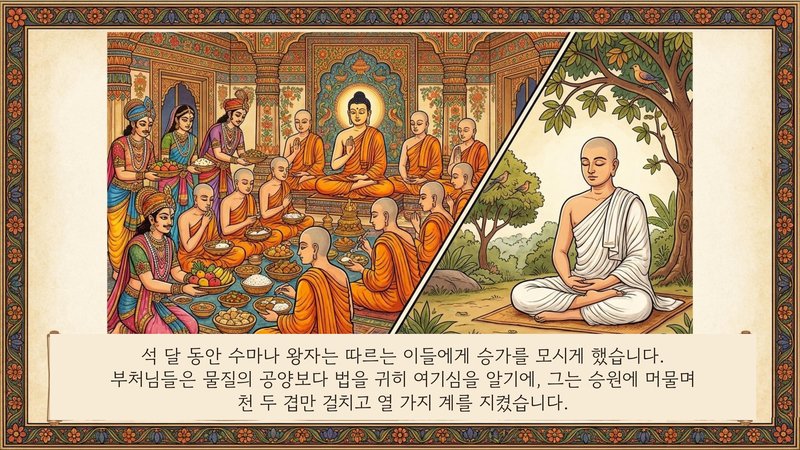 석 달 동안 수마나 왕자는 따르는 이들에게 승가를 모시게 했습니다.
부처님들은 물질의 공양보다 법을 귀히 여기심을 알기에, 그는 승원에 머물며
천 두 겹만 걸치고 열 가지 계를 지켰습니다.